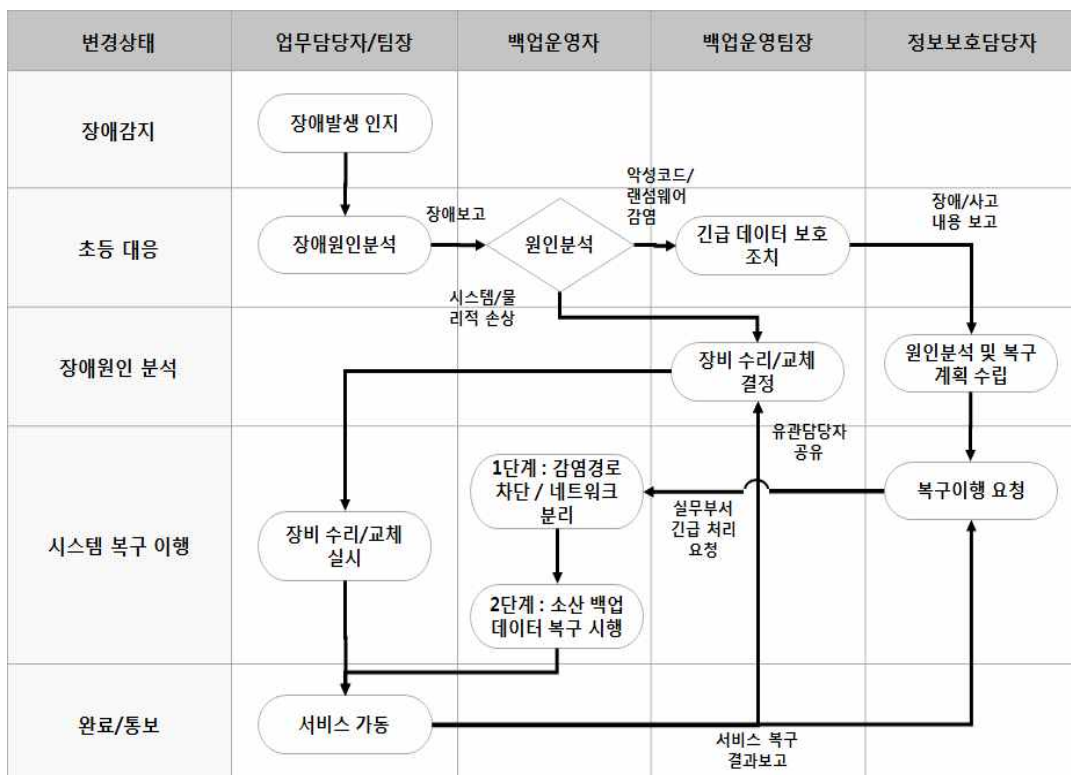 변경상태
업무담당자/팀장
백업운영자
백업운영팀장
정보보호담당자
장애감지
장애발생 인지
초등 대응
장애원인분석
장애보고
원인분석
악성코드/
랜섬웨어
감염
긴급 데이터 보호
조치
장애/사고
내용 보고
시스템/물
리적 손상
장애원인 분석
장비 수리/교체
결정
원인분석 및 복구
계획 수립
유관담당자
공유
시스템 복구 이행
장비 수리/교체
실시
1단계 : 감염경로
차단 / 네트워크
분리
실무부서
긴급 처리
요청
복구이행 요청
2단계 : 소산 백업
데이터 복구 시행
완료/통보
서비스 가동
서비스 복구
결과보고